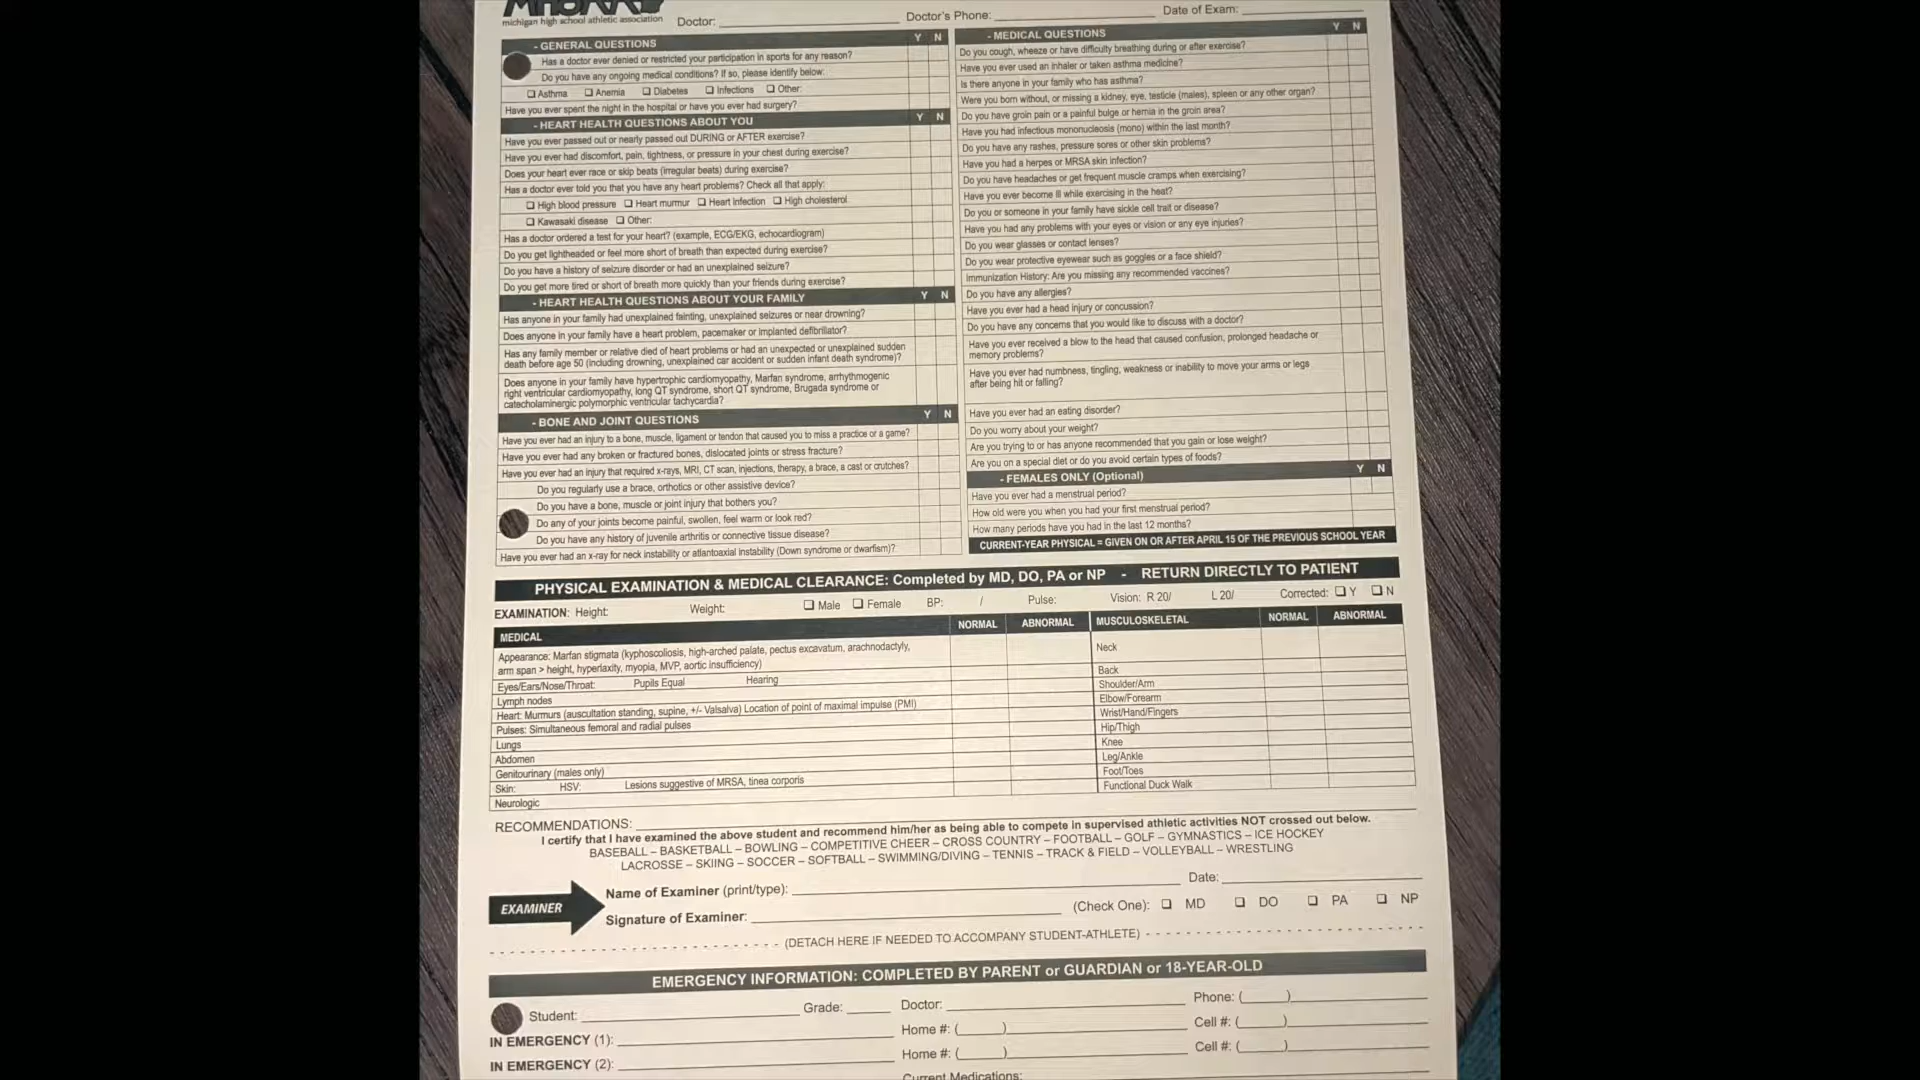 MHSAA
michigan high school athletic association
Doctor: Doctor's Phone: Date of Exam:
- GENERAL QUESTIONS Y N
Has a doctor ever denied or restricted your participation in sports for any reason?
Do you have any ongoing medical conditions? If so, please identify below:
❑ Asthma ❑ Anemia ❑ Diabetes ❑ Infections ❑ Other:
Have you ever spent the night in the hospital or have you ever had surgery?
- HEART HEALTH QUESTIONS ABOUT YOU Y N
Have you ever passed out or nearly passed out DURING or AFTER exercise?
Have you ever had discomfort, pain, tightness, or pressure in your chest during exercise?
Does your heart ever race or skip beats (irregular beats) during exercise?
Has a doctor ever told you that you have any heart problems? Check all that apply:
❑ High blood pressure ❑ Heart murmur ❑ Heart Infection ❑ High cholesterol
❑ Kawasaki disease ❑ Other:
Has a doctor ordered a test for your heart? (example, ECG/EKG, echocardiogram)
Do you get lightheaded or feel more short of breath than expected during exercise?
Do you have a history of seizure disorder or had an unexplained seizure?
Do you get more tired or short of breath more quickly than your friends during exercise?
- HEART HEALTH QUESTIONS ABOUT YOUR FAMILY Y N
Has anyone in your family had unexplained fainting, unexplained seizures or near drowning?
Does anyone in your family have a heart problem, pacemaker or implanted defibrillator?
Has any family member or relative died of heart problems or had an unexpected or unexplained sudden
death before age 50 (including drowning, unexplained car accident or sudden infant death syndrome)?
Does anyone in your family have hypertrophic cardiomyopathy, Marfan syndrome, arrhythmogenic
right ventricular cardiomyopathy, long QT syndrome, short QT syndrome, Brugada syndrome or
catecholaminergic polymorphic ventricular tachycardia?
- BONE AND JOINT QUESTIONS Y N
Have you ever had an injury to a bone, muscle, ligament or tendon that caused you to miss a practice or a game?
Have you ever had any broken or fractured bones, dislocated joints or stress fracture?
Have you ever had an injury that required x-rays, MRI, CT scan, injections, therapy, a brace, a cast or crutches?
Do you regularly use a brace, orthotics or other assistive device?
Do you have a bone, muscle or joint injury that bothers you?
Do any of your joints become painful, swollen, feel warm or look red?
Do you have any history of juvenile arthritis or connective tissue disease?
Have you ever had an x-ray for neck instability or atlantoaxial instability (Down syndrome or dwarfism)?
- MEDICAL QUESTIONS Y N
Do you cough, wheeze or have difficulty breathing during or after exercise?
Have you ever used an inhaler or taken asthma medicine?
Is there anyone in your family who has asthma?
Were you born without, or missing a kidney, eye, testicle (males), spleen or any other organ?
Do you have groin pain or a painful bulge or hernia in the groin area?
Have you had infectious mononucleosis (mono) within the last month?
Do you have any rashes, pressure sores or other skin problems?
Have you had a herpes or MRSA skin infection?
Do you have headaches or get frequent muscle cramps when exercising?
Have you ever become ill while exercising in the heat?
Do you or someone in your family have sickle cell trait or disease?
Have you had any problems with your eyes or vision or any eye injuries?
Do you wear glasses or contact lenses?
Do you wear protective eyewear such as goggles or a face shield?
Immunization History: Are you missing any recommended vaccines?
Do you have any allergies?
Have you ever had a head injury or concussion?
Do you have any concerns that you would like to discuss with a doctor?
Have you ever received a blow to the head that caused confusion, prolonged headache or
memory problems?
Have you ever had numbness, tingling, weakness or inability to move your arms or legs
after being hit or falling?
Have you ever had an eating disorder?
Do you worry about your weight?
Are you trying to or has anyone recommended that you gain or lose weight?
Are you on a special diet or do you avoid certain types of foods?
- FEMALES ONLY (Optional) Y N
Have you ever had a menstrual period?
How old were you when you had your first menstrual period?
How many periods have you had in the last 12 months?
CURRENT-YEAR PHYSICAL = GIVEN ON OR AFTER APRIL 15 OF THE PREVIOUS SCHOOL YEAR
PHYSICAL EXAMINATION & MEDICAL CLEARANCE: Completed by MD, DO, PA or NP - RETURN DIRECTLY TO PATIENT
EXAMINATION: Height: Weight: ❑ Male ❑ Female BP: / Pulse: Vision: R 20/ L 20/ Corrected: ❑ Y ❑ N
MEDICAL NORMAL ABNORMAL MUSCULOSKELETAL NORMAL ABNORMAL
Appearance: Marfan stigmata (kyphoscoliosis, high-arched palate, pectus excavatum, arachnodactyly,
arm span > height, hyperlaxity, myopia, MVP, aortic insufficiency)
Neck
Eyes/Ears/Nose/Throat: Pupils Equal Hearing Back
Lymph nodes Shoulder/Arm
Heart: Murmurs (auscultation standing, supine, +/- Valsalva) Location of point of maximal impulse (PMI) Elbow/Forearm
Pulses: Simultaneous femoral and radial pulses Wrist/Hand/Fingers
Lungs Hip/Thigh
Abdomen Knee
Genitourinary (males only) Leg/Ankle
Skin: HSV: Lesions suggestive of MRSA, tinea corporis Foot/Toes
Neurologic Functional Duck Walk
RECOMMENDATIONS:
I certify that I have examined the above student and recommend him/her as being able to compete in supervised athletic activities NOT crossed out below.
BASEBALL – BASKETBALL – BOWLING – COMPETITIVE CHEER – CROSS COUNTRY – FOOTBALL – GOLF – GYMNASTICS – ICE HOCKEY
LACROSSE – SKIING – SOCCER – SOFTBALL – SWIMMING/DIVING – TENNIS – TRACK & FIELD – VOLLEYBALL – WRESTLING
EXAMINER
Name of Examiner (print/type): Date:
Signature of Examiner: (Check One): ❑ MD ❑ DO ❑ PA ❑ NP
(DETACH HERE IF NEEDED TO ACCOMPANY STUDENT-ATHLETE)
EMERGENCY INFORMATION: COMPLETED BY PARENT or GUARDIAN or 18-YEAR-OLD
Student: Grade: Doctor: Phone: ( )
IN EMERGENCY (1): Home #: ( ) Cell #: ( )
IN EMERGENCY (2): Home #: ( ) Cell #: ( )
Current Medications: